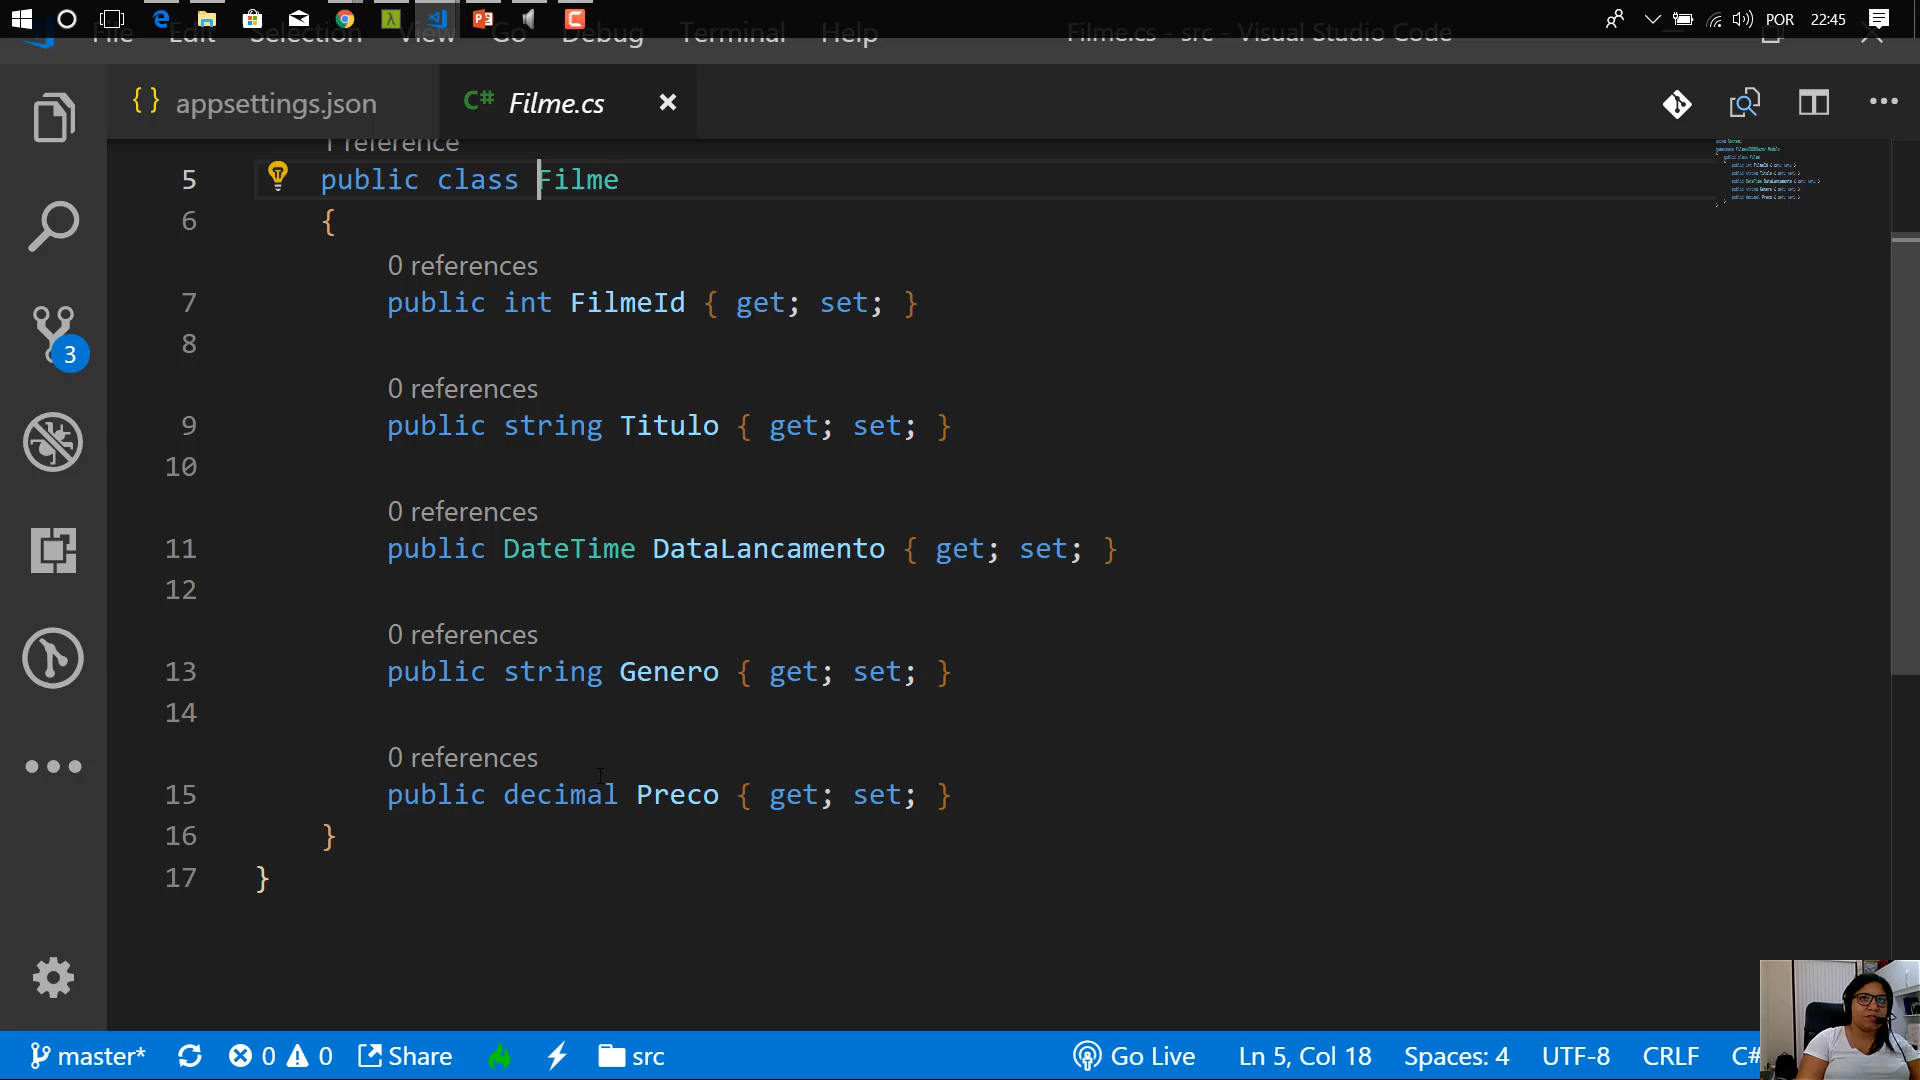 POR 22:45
File Edit Selection View Go Debug Terminal Help Filme.cs - src - Visual Studio Code
{ } appsettings.json C# Filme.cs
1 reference
5 public class Filme
6 {
0 references
7 public int FilmeId { get; set; }
8
0 references
9 public string Titulo { get; set; }
10
0 references
11 public DateTime DataLancamento { get; set; }
12
0 references
13 public string Genero { get; set; }
14
0 references
15 public decimal Preco { get; set; }
16 }
17 }
3
master* 0 0 Share src Go Live Ln 5, Col 18 Spaces: 4 UTF-8 CRLF C#